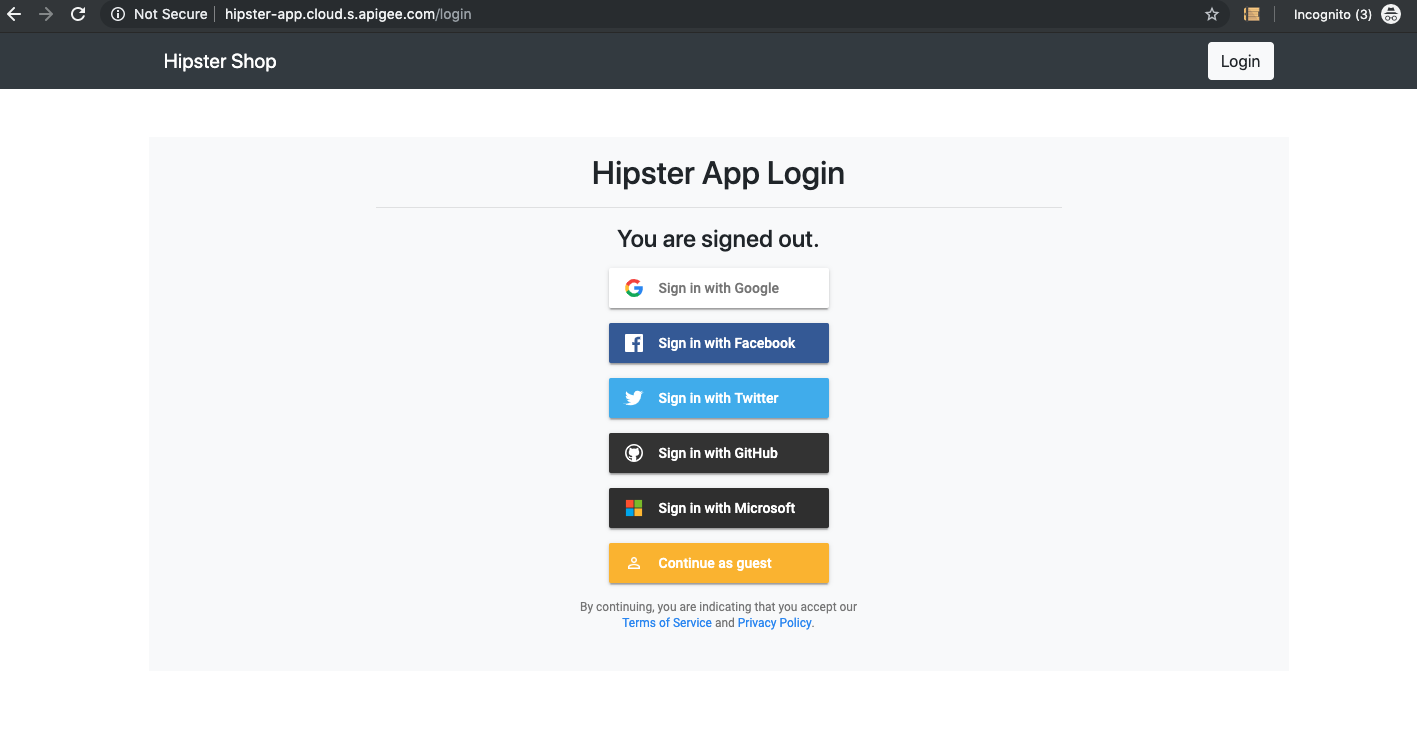 Not Secure hipster-app.cloud.s.apigee.com/login Incognito (3)
Hipster Shop Login
Hipster App Login
You are signed out.
Sign in with Google
Sign in with Facebook
Sign in with Twitter
Sign in with GitHub
Sign in with Microsoft
Continue as guest
By continuing, you are indicating that you accept our
Terms of Service and Privacy Policy.